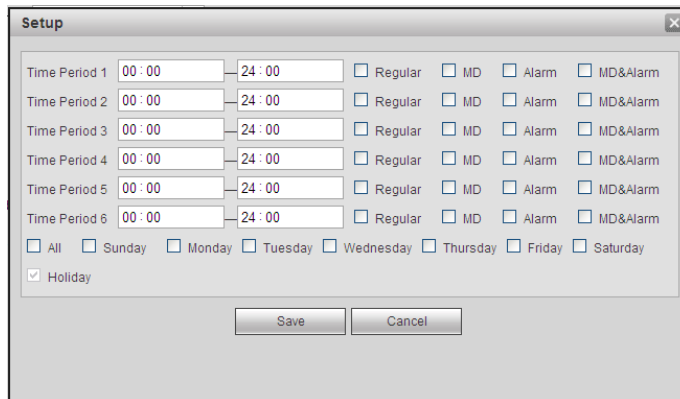 Setup
Time Period 1 00:00 — 24:00 Regular MD Alarm MD&Alarm
Time Period 2 00:00 — 24:00 Regular MD Alarm MD&Alarm
Time Period 3 00:00 — 24:00 Regular MD Alarm MD&Alarm
Time Period 4 00:00 — 24:00 Regular MD Alarm MD&Alarm
Time Period 5 00:00 — 24:00 Regular MD Alarm MD&Alarm
Time Period 6 00:00 — 24:00 Regular MD Alarm MD&Alarm
All Sunday Monday Tuesday Wednesday Thursday Friday Saturday
Holiday
Save Cancel